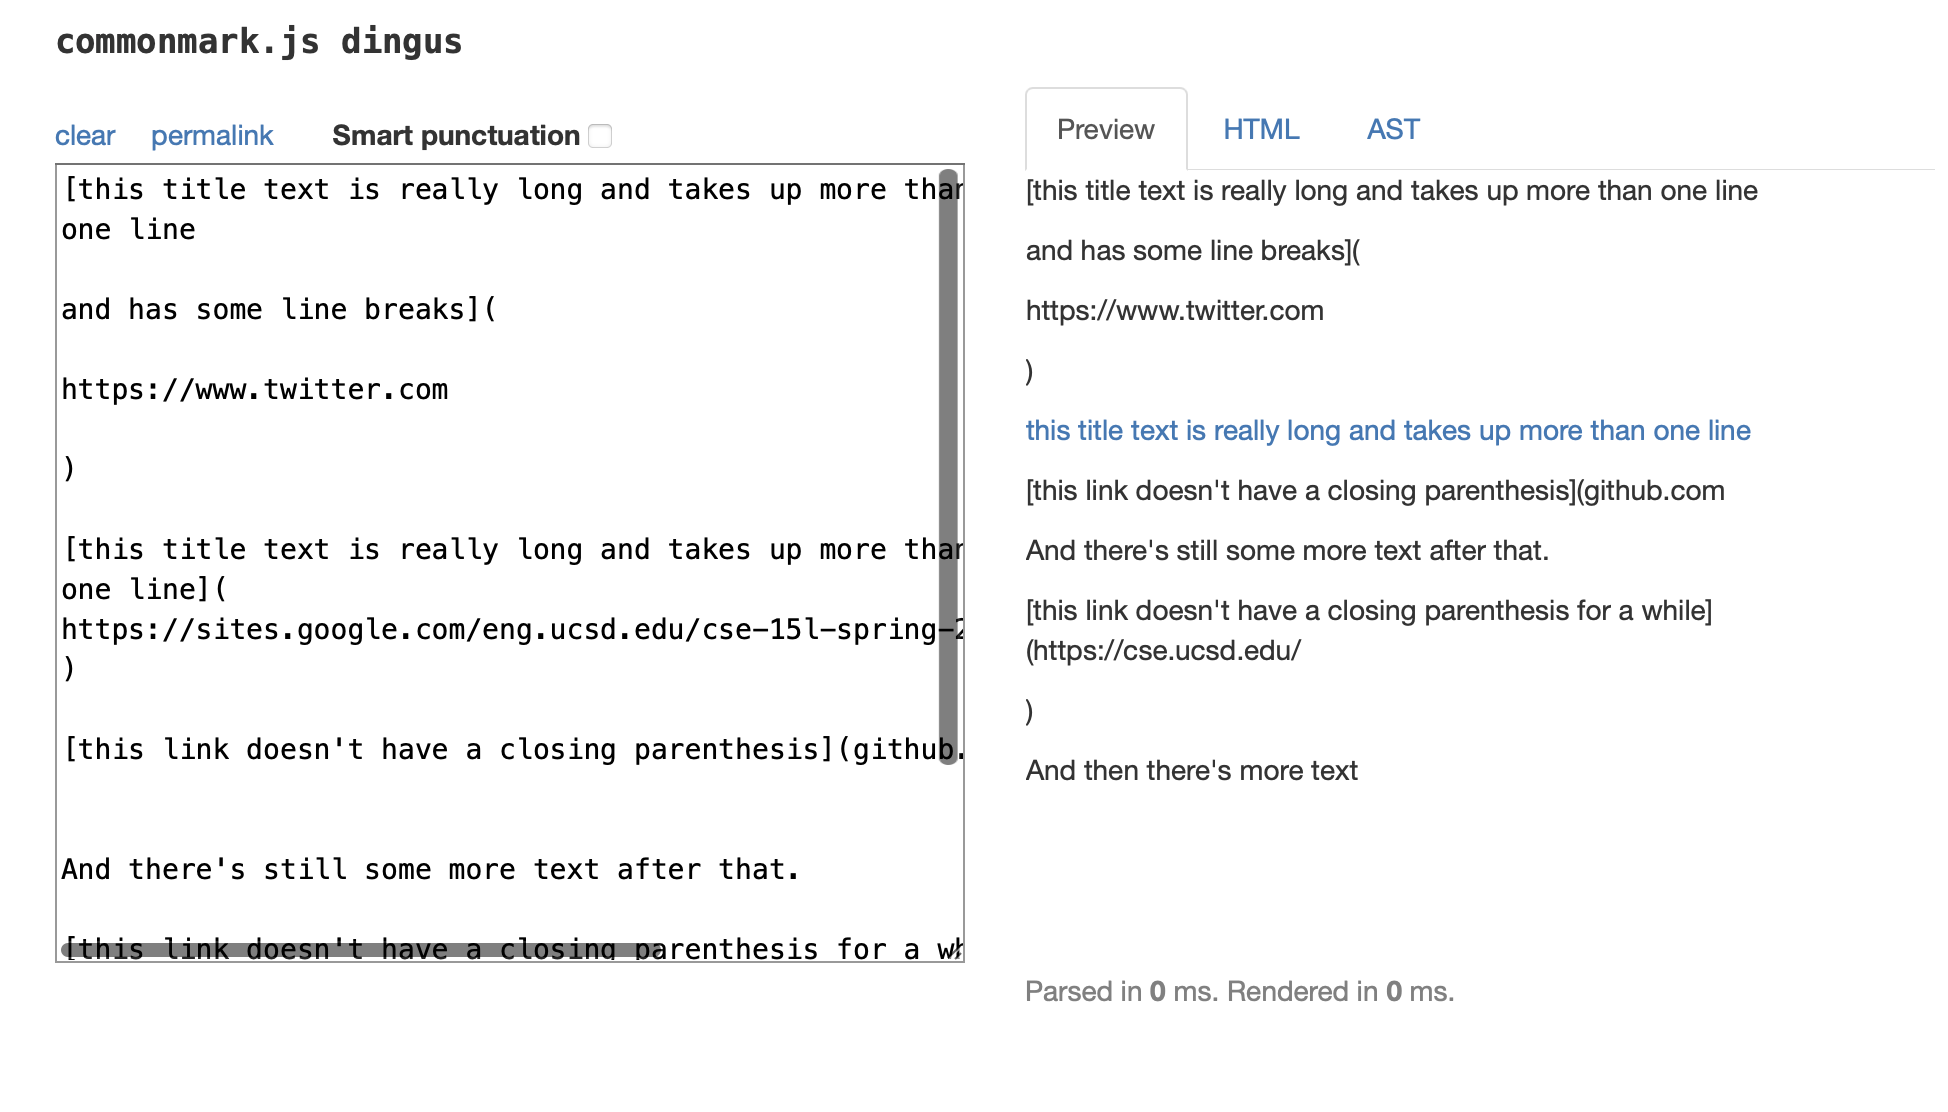 commonmark.js dingus
clear permalink Smart punctuation
[this title text is really long and takes up more than
one line
and has some line breaks](
https://www.twitter.com
)
[this title text is really long and takes up more than
one line](
https://sites.google.com/eng.ucsd.edu/cse-15l-spring-2
)
[this link doesn't have a closing parenthesis](github.
And there's still some more text after that.
[this link doesn't have a closing parenthesis for a wh
Preview HTML AST
[this title text is really long and takes up more than one line
and has some line breaks](
https://www.twitter.com
)
this title text is really long and takes up more than one line
[this link doesn't have a closing parenthesis](github.com
And there's still some more text after that.
[this link doesn't have a closing parenthesis for a while]
(https://cse.ucsd.edu/
)
And then there's more text
Parsed in 0 ms. Rendered in 0 ms.